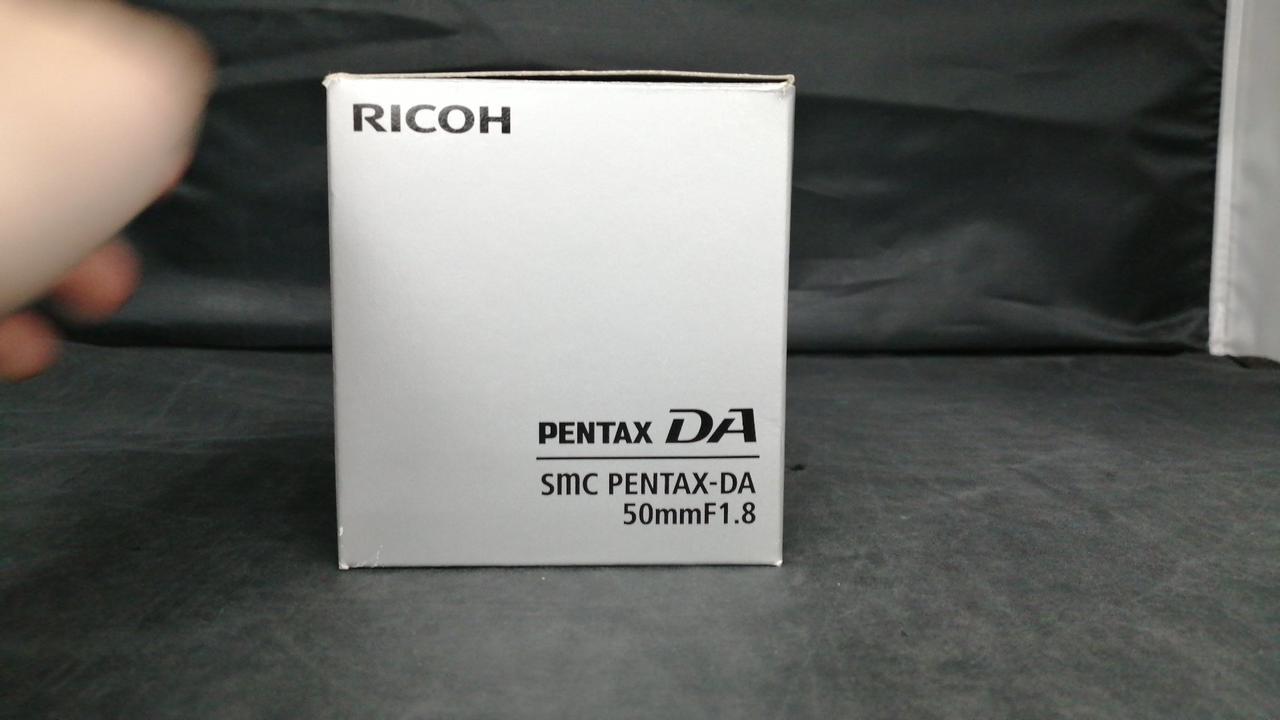 RICOH
PENTAX DA
smc PENTAX-DA
50mmF1.8